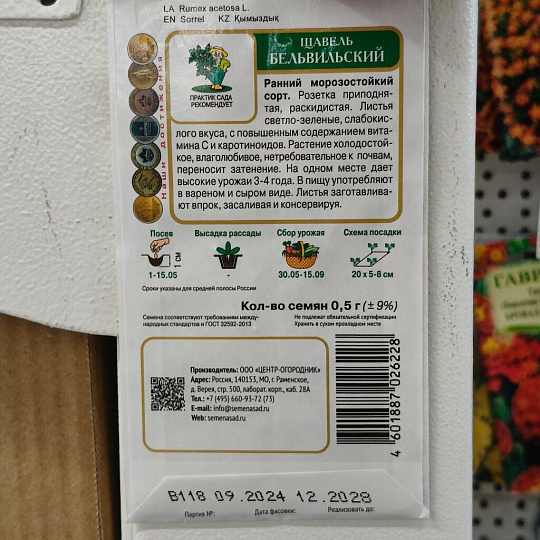 LA Rumex acetosa L.
EN Sorrel KZ Қымыздық
ЩАВЕЛЬ
БЕЛЬВИЛЬСКИЙ
ПРАКТИК САДА
РЕКОМЕНДУЕТ
Наши достижения
Ранний морозостойкий
сорт. Розетка приподня-
тая, раскидистая. Листья
светло-зеленые, слабокис-
лого вкуса, с повышенным содержанием вита-
мина С и каротиноидов. Растение холодостой-
кое, влаголюбивое, нетребовательное к почвам,
переносит затенение. На одном месте дает
высокие урожаи 3-4 года. В пищу употребляют
в вареном и сыром виде. Листья заготавлива-
ют впрок, засаливая и консервируя.
Посев Высадка рассады Сбор урожая Схема посадки
1 СМ
1-15.05 - 30.05-15.09 20 x 5-8 см
Сроки указаны для средней полосы России
Кол-во семян 0,5 г (± 9%)
Семена соответствуют требованиям между-
народных стандартов и ГОСТ 32592-2013
Не подлежат обязательной сертификации
Хранить в сухом прохладном месте
Производитель: ООО «ЦЕНТР-ОГОРОДНИК»
Адрес: Россия, 140153, МО, г. Раменское,
д. Верея, стр. 500, лаборат. корп., каб. 28А
Тел.: +7 (495) 660-93-72 (73)
E-mail: info@semenasad.ru
Web: semenasad.ru
4 601887 026228
В118 09.2024 12.2028
Партия №: Дата фасовки: Реализовать до:
ГАВРИ